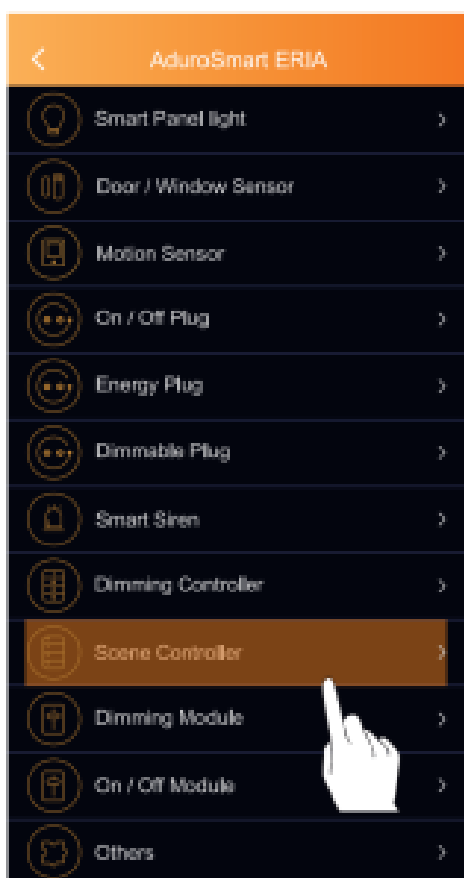 AduroSmart ERIA
Smart Panel light
Door / Window Sensor
Motion Sensor
On / Off Plug
Energy Plug
Dimmable Plug
Smart Siren
Dimming Controller
Scene Controller
Dimming Module
On / Off Module
Others